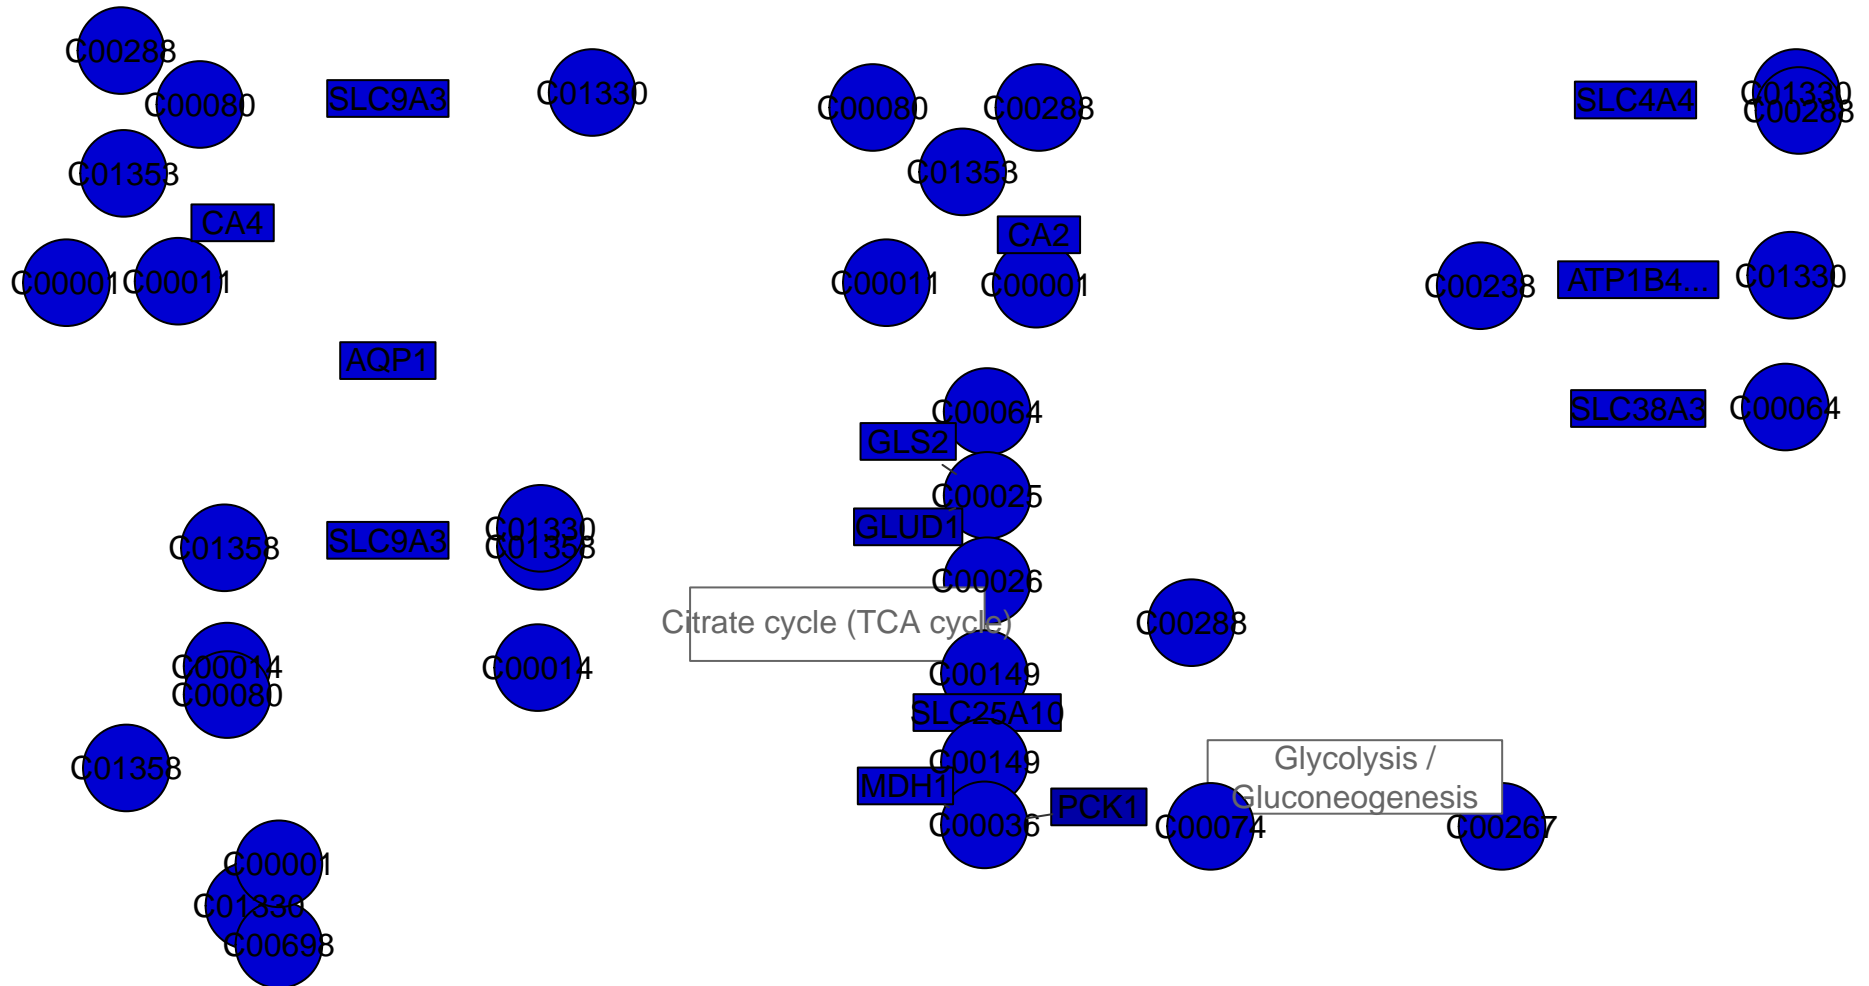 C00288
C00080
SLC9A3
C01330
C00080
C00288
SLC4A4
C01330
C00288
C01353
C01353
CA4
CA2
C00001
C00011
C00011
C00001
C00238
ATP1B4...
C01330
AQP1
C00064
SLC38A3
C00064
GLS2
C00025
GLUD1
C01358
SLC9A3
C01330
C01358
C00026
Citrate cycle (TCA cycle)
C00288
C00014
C00080
C00014
C00149
SLC25A10
C01358
C00149
MDH1
Glycolysis /
Gluconeogenesis
C00036
PCK1
C00074
C00267
C00001
C01330
C00698